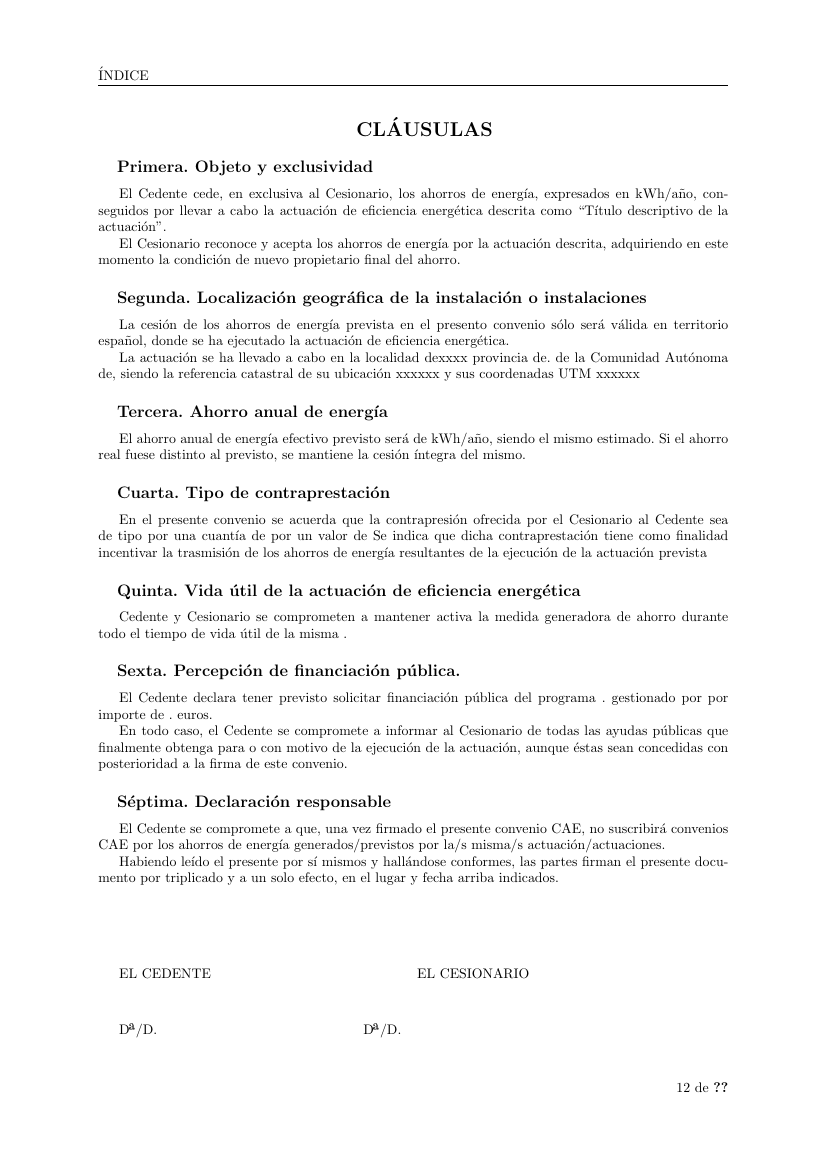 ÍNDICE
CLÁUSULAS
Primera. Objeto y exclusividad
El Cedente cede, en exclusiva al Cesionario, los ahorros de energía, expresados en kWh/año, con-
seguidos por llevar a cabo la actuación de eficiencia energética descrita como “Título descriptivo de la
actuación”.
El Cesionario reconoce y acepta los ahorros de energía por la actuación descrita, adquiriendo en este
momento la condición de nuevo propietario final del ahorro.
Segunda. Localización geográfica de la instalación o instalaciones
La cesión de los ahorros de energía prevista en el presento convenio sólo será válida en territorio
español, donde se ha ejecutado la actuación de eficiencia energética.
La actuación se ha llevado a cabo en la localidad dexxxx provincia de. de la Comunidad Autónoma
de, siendo la referencia catastral de su ubicación xxxxxx y sus coordenadas UTM xxxxxx
Tercera. Ahorro anual de energía
El ahorro anual de energía efectivo previsto será de kWh/año, siendo el mismo estimado. Si el ahorro
real fuese distinto al previsto, se mantiene la cesión íntegra del mismo.
Cuarta. Tipo de contraprestación
En el presente convenio se acuerda que la contrapresión ofrecida por el Cesionario al Cedente sea
de tipo por una cuantía de por un valor de Se indica que dicha contraprestación tiene como finalidad
incentivar la trasmisión de los ahorros de energía resultantes de la ejecución de la actuación prevista
Quinta. Vida útil de la actuación de eficiencia energética
Cedente y Cesionario se comprometen a mantener activa la medida generadora de ahorro durante
todo el tiempo de vida útil de la misma .
Sexta. Percepción de financiación pública.
El Cedente declara tener previsto solicitar financiación pública del programa . gestionado por por
importe de . euros.
En todo caso, el Cedente se compromete a informar al Cesionario de todas las ayudas públicas que
finalmente obtenga para o con motivo de la ejecución de la actuación, aunque éstas sean concedidas con
posterioridad a la firma de este convenio.
Séptima. Declaración responsable
El Cedente se compromete a que, una vez firmado el presente convenio CAE, no suscribirá convenios
CAE por los ahorros de energía generados/previstos por la/s misma/s actuación/actuaciones.
Habiendo leído el presente por sí mismos y hallándose conformes, las partes firman el presente docu-
mento por triplicado y a un solo efecto, en el lugar y fecha arriba indicados.
EL CEDENTE EL CESIONARIO
Dª/D. Dª/D.
12 de ??